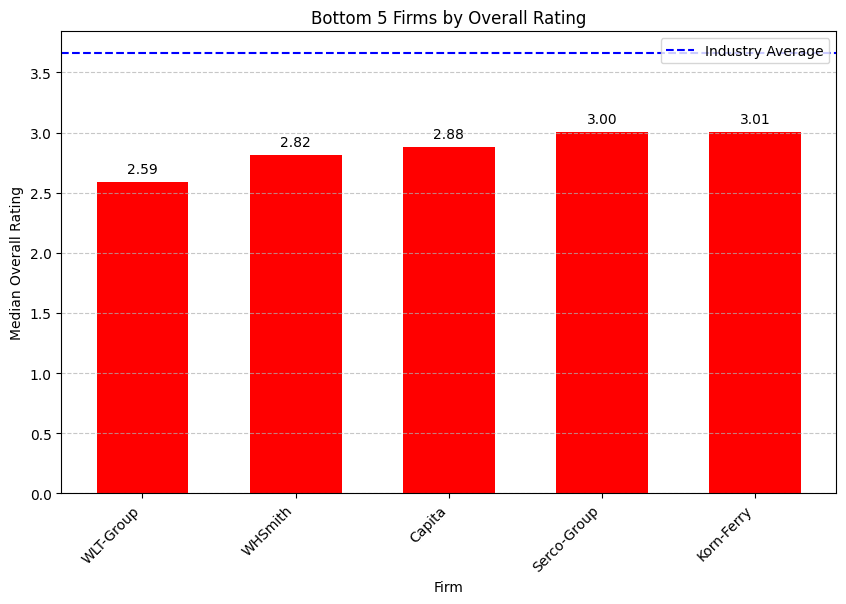 Bottom 5 Firms by Overall Rating
Industry Average
Median Overall Rating
3.5
3.0
2.5
2.0
1.5
1.0
0.5
0.0
2.59
2.82
2.88
3.00
3.01
WLT-Group
WHSmith
Capita
Serco-Group
Korn-Ferry
Firm